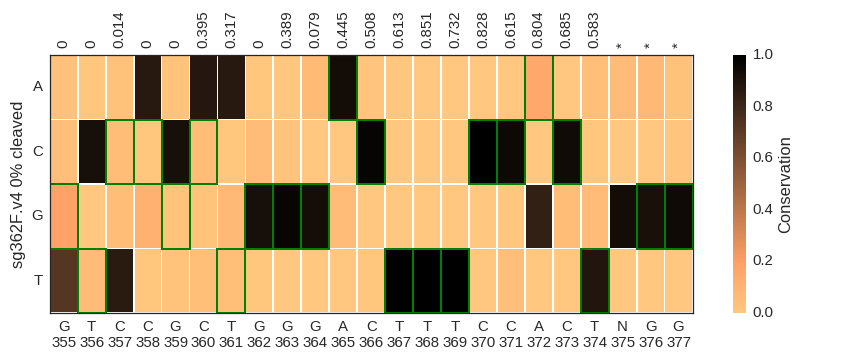 0 0 0.014 0 0 0.395 0.317 0 0.389 0.079 0.445 0.508 0.613 0.851 0.732 0.828 0.615 0.804 0.685 0.583 * * *
sg362F.v4 0% cleaved
A
C
G
T
G T C C G C T G G G A C T T T C C A C T N G G
355 356 357 358 359 360 361 362 363 364 365 366 367 368 369 370 371 372 373 374 375 376 377
1.0
0.8
0.6
0.4
0.2
0.0
Conservation